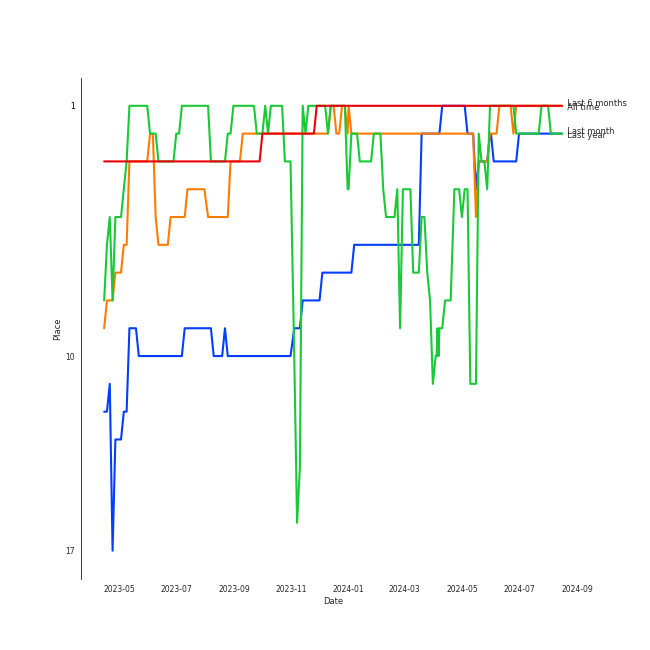 1
10
17
Place
2023-05
2023-07
2023-09
2023-11
2024-01
2024-03
2024-05
2024-07
2024-09
Date
Last 6 months
All time
Last month
Last year